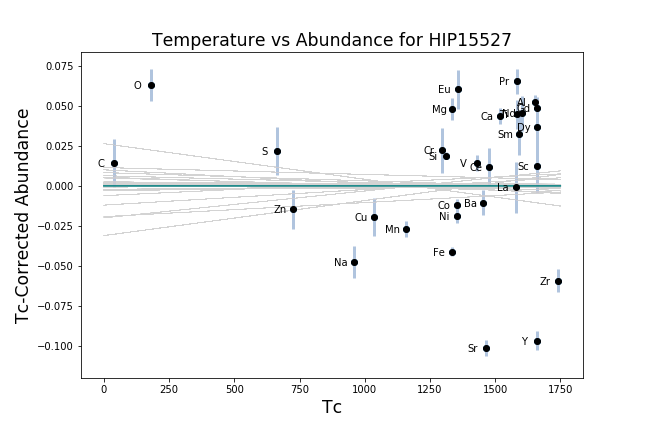 Temperature vs Abundance for HIP15527
Tc-Corrected Abundance
0.075
0.050
0.025
0.000
−0.025
−0.050
−0.075
−0.100
O
C
S
Zn
Na
Cu
Mn
Eu
Mg
Cr
Si
V
Ce
Co
Ni
Ba
Fe
Sr
Pr
Al
Gd
Nd
Ca
Dy
Sm
Sc
La
Zr
Y
0
250
500
750
1000
1250
1500
1750
Tc